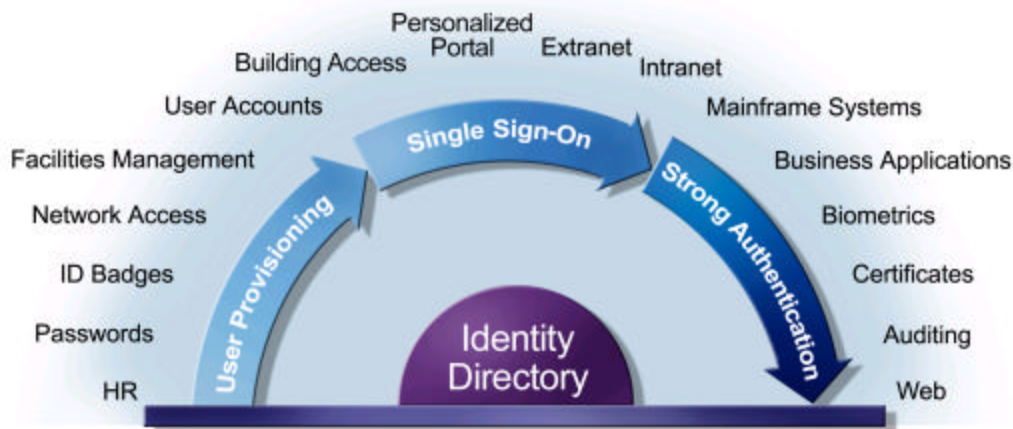 Personalized
Portal
Extranet
Building Access
Intranet
User Accounts
Mainframe Systems
Single Sign-On
Facilities Management
Business Applications
Network Access
Biometrics
User Provisioning
Strong Authentication
ID Badges
Certificates
Passwords
Auditing
Identity
Directory
HR
Web